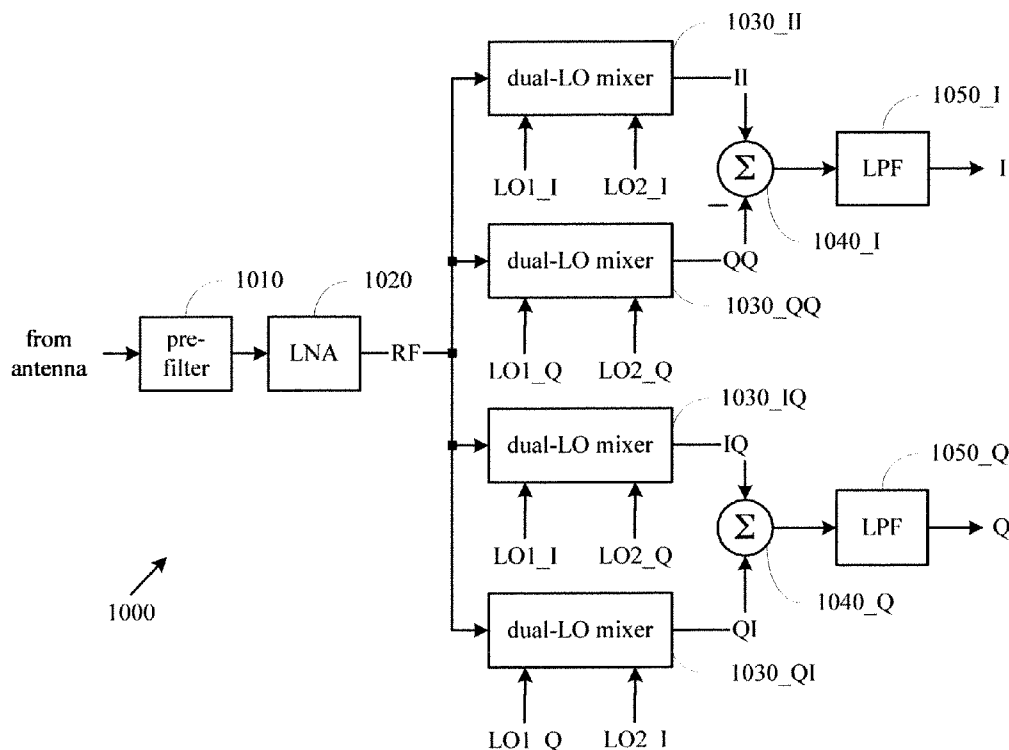 1030_II
dual-LO mixer
II
1050_I
LO1_I
LO2_I
Σ
LPF
I
–
1040_I
dual-LO mixer
QQ
1030_QQ
1010
1020
from
antenna
pre-
filter
LNA
RF
LO1_Q
LO2_Q
1030_IQ
dual-LO mixer
IQ
1050_Q
LO1_I
LO2_Q
Σ
LPF
Q
1000
1040_Q
dual-LO mixer
QI
1030_QI
LO1_Q
LO2_I